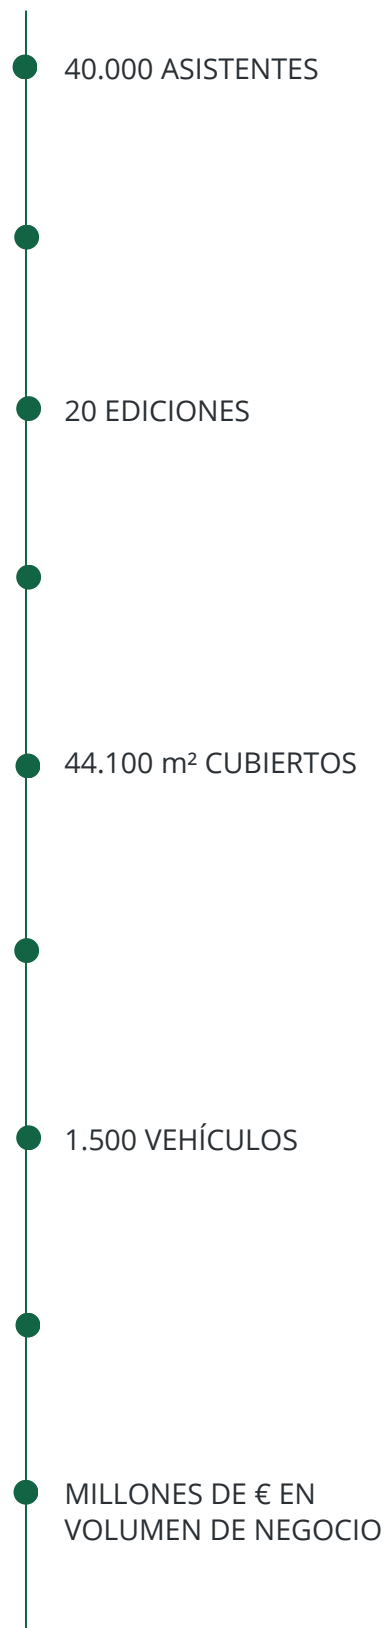 40.000 ASISTENTES
20 EDICIONES
44.100 m² CUBIERTOS
1.500 VEHÍCULOS
MILLONES DE € EN
VOLUMEN DE NEGOCIO